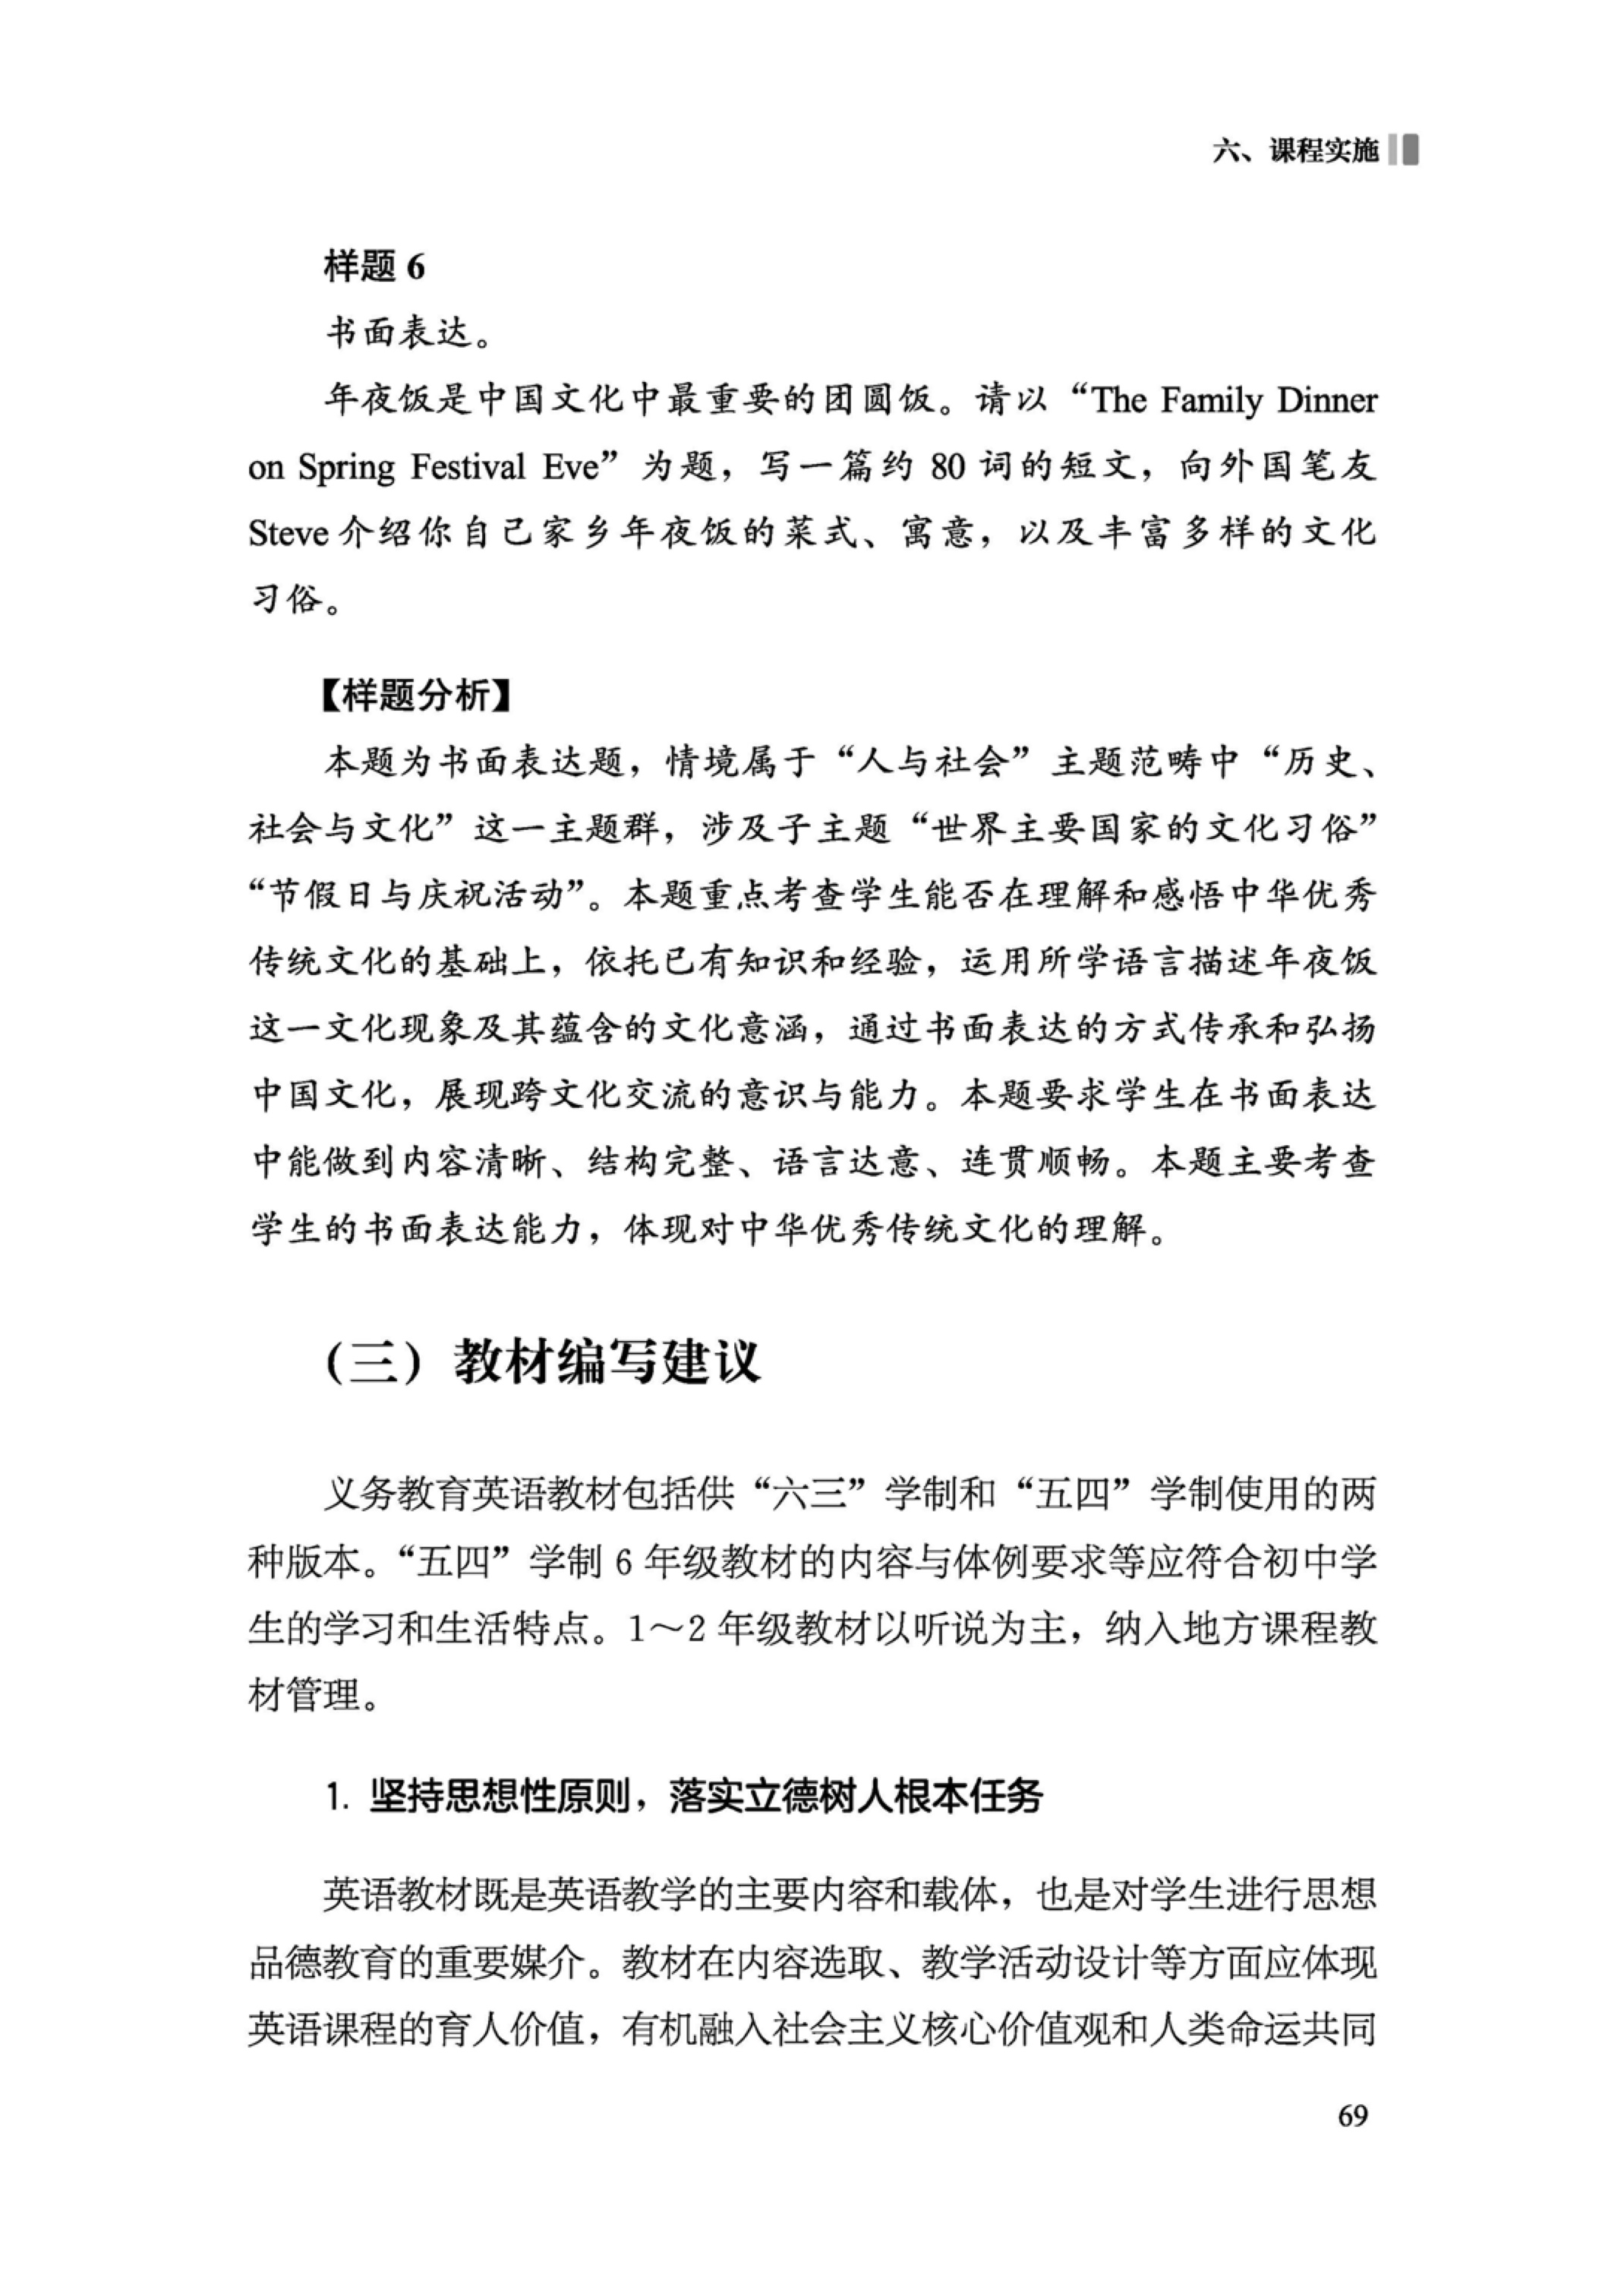 六、课程实施
样题 6
书面表达。
年夜饭是中国文化中最重要的团圆饭。请以“The Family Dinner
on Spring Festival Eve”为题，写一篇约 80 词的短文，向外国笔友
Steve 介绍你自己家乡年夜饭的菜式、寓意，以及丰富多样的文化
习俗。
【样题分析】
本题为书面表达题，情境属于“人与社会”主题范畴中“历史、
社会与文化”这一主题群，涉及子主题“世界主要国家的文化习俗”
“节假日与庆祝活动”。本题重点考查学生能否在理解和感悟中华优秀
传统文化的基础上，依托已有知识和经验，运用所学语言描述年夜饭
这一文化现象及其蕴含的文化意涵，通过书面表达的方式传承和弘扬
中国文化，展现跨文化交流的意识与能力。本题要求学生在书面表达
中能做到内容清晰、结构完整、语言达意、连贯顺畅。本题主要考查
学生的书面表达能力，体现对中华优秀传统文化的理解。
（三）教材编写建议
义务教育英语教材包括供“六三”学制和“五四”学制使用的两
种版本。“五四”学制 6 年级教材的内容与体例要求等应符合初中学
生的学习和生活特点。1～2 年级教材以听说为主，纳入地方课程教
材管理。
1. 坚持思想性原则，落实立德树人根本任务
英语教材既是英语教学的主要内容和载体，也是对学生进行思想
品德教育的重要媒介。教材在内容选取、教学活动设计等方面应体现
英语课程的育人价值，有机融入社会主义核心价值观和人类命运共同
69